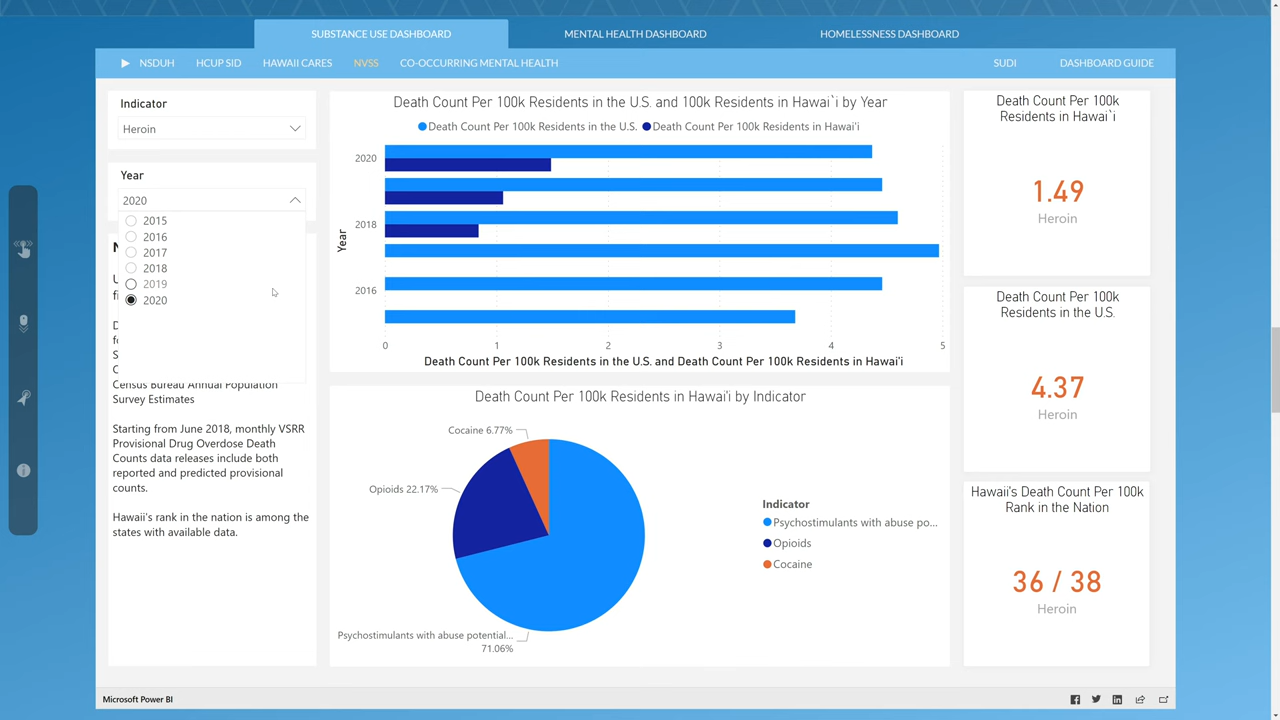 SUBSTANCE USE DASHBOARD
MENTAL HEALTH DASHBOARD
HOMELESSNESS DASHBOARD
NSDUH
HCUP SID
HAWAII CARES
NVSS
CO-OCCURRING MENTAL HEALTH
SUDI
DASHBOARD GUIDE
Indicator
Heroin
Year
2020
2015
2016
2017
2018
2019
2020
Census Bureau Annual Population
Survey Estimates
Starting from June 2018, monthly VSRR
Provisional Drug Overdose Death
Counts data releases include both
reported and predicted provisional
counts.
Hawaii's rank in the nation is among the
states with available data.
Death Count Per 100k Residents in the U.S. and 100k Residents in Hawai`i by Year
Death Count Per 100k Residents in the U.S.
Death Count Per 100k Residents in Hawai'i
2020
2018
2016
Year
0
1
2
3
4
5
Death Count Per 100k Residents in the U.S. and Death Count Per 100k Residents in Hawai'i
Death Count Per 100k Residents in Hawai'i by Indicator
Cocaine 6.77%
Opioids 22.17%
Psychostimulants with abuse potential...
71.06%
Indicator
Psychostimulants with abuse po...
Opioids
Cocaine
Death Count Per 100k
Residents in Hawai`i
1.49
Heroin
Death Count Per 100k
Residents in the U.S.
4.37
Heroin
Hawaii's Death Count Per 100k
Rank in the Nation
36 / 38
Heroin
Microsoft Power BI